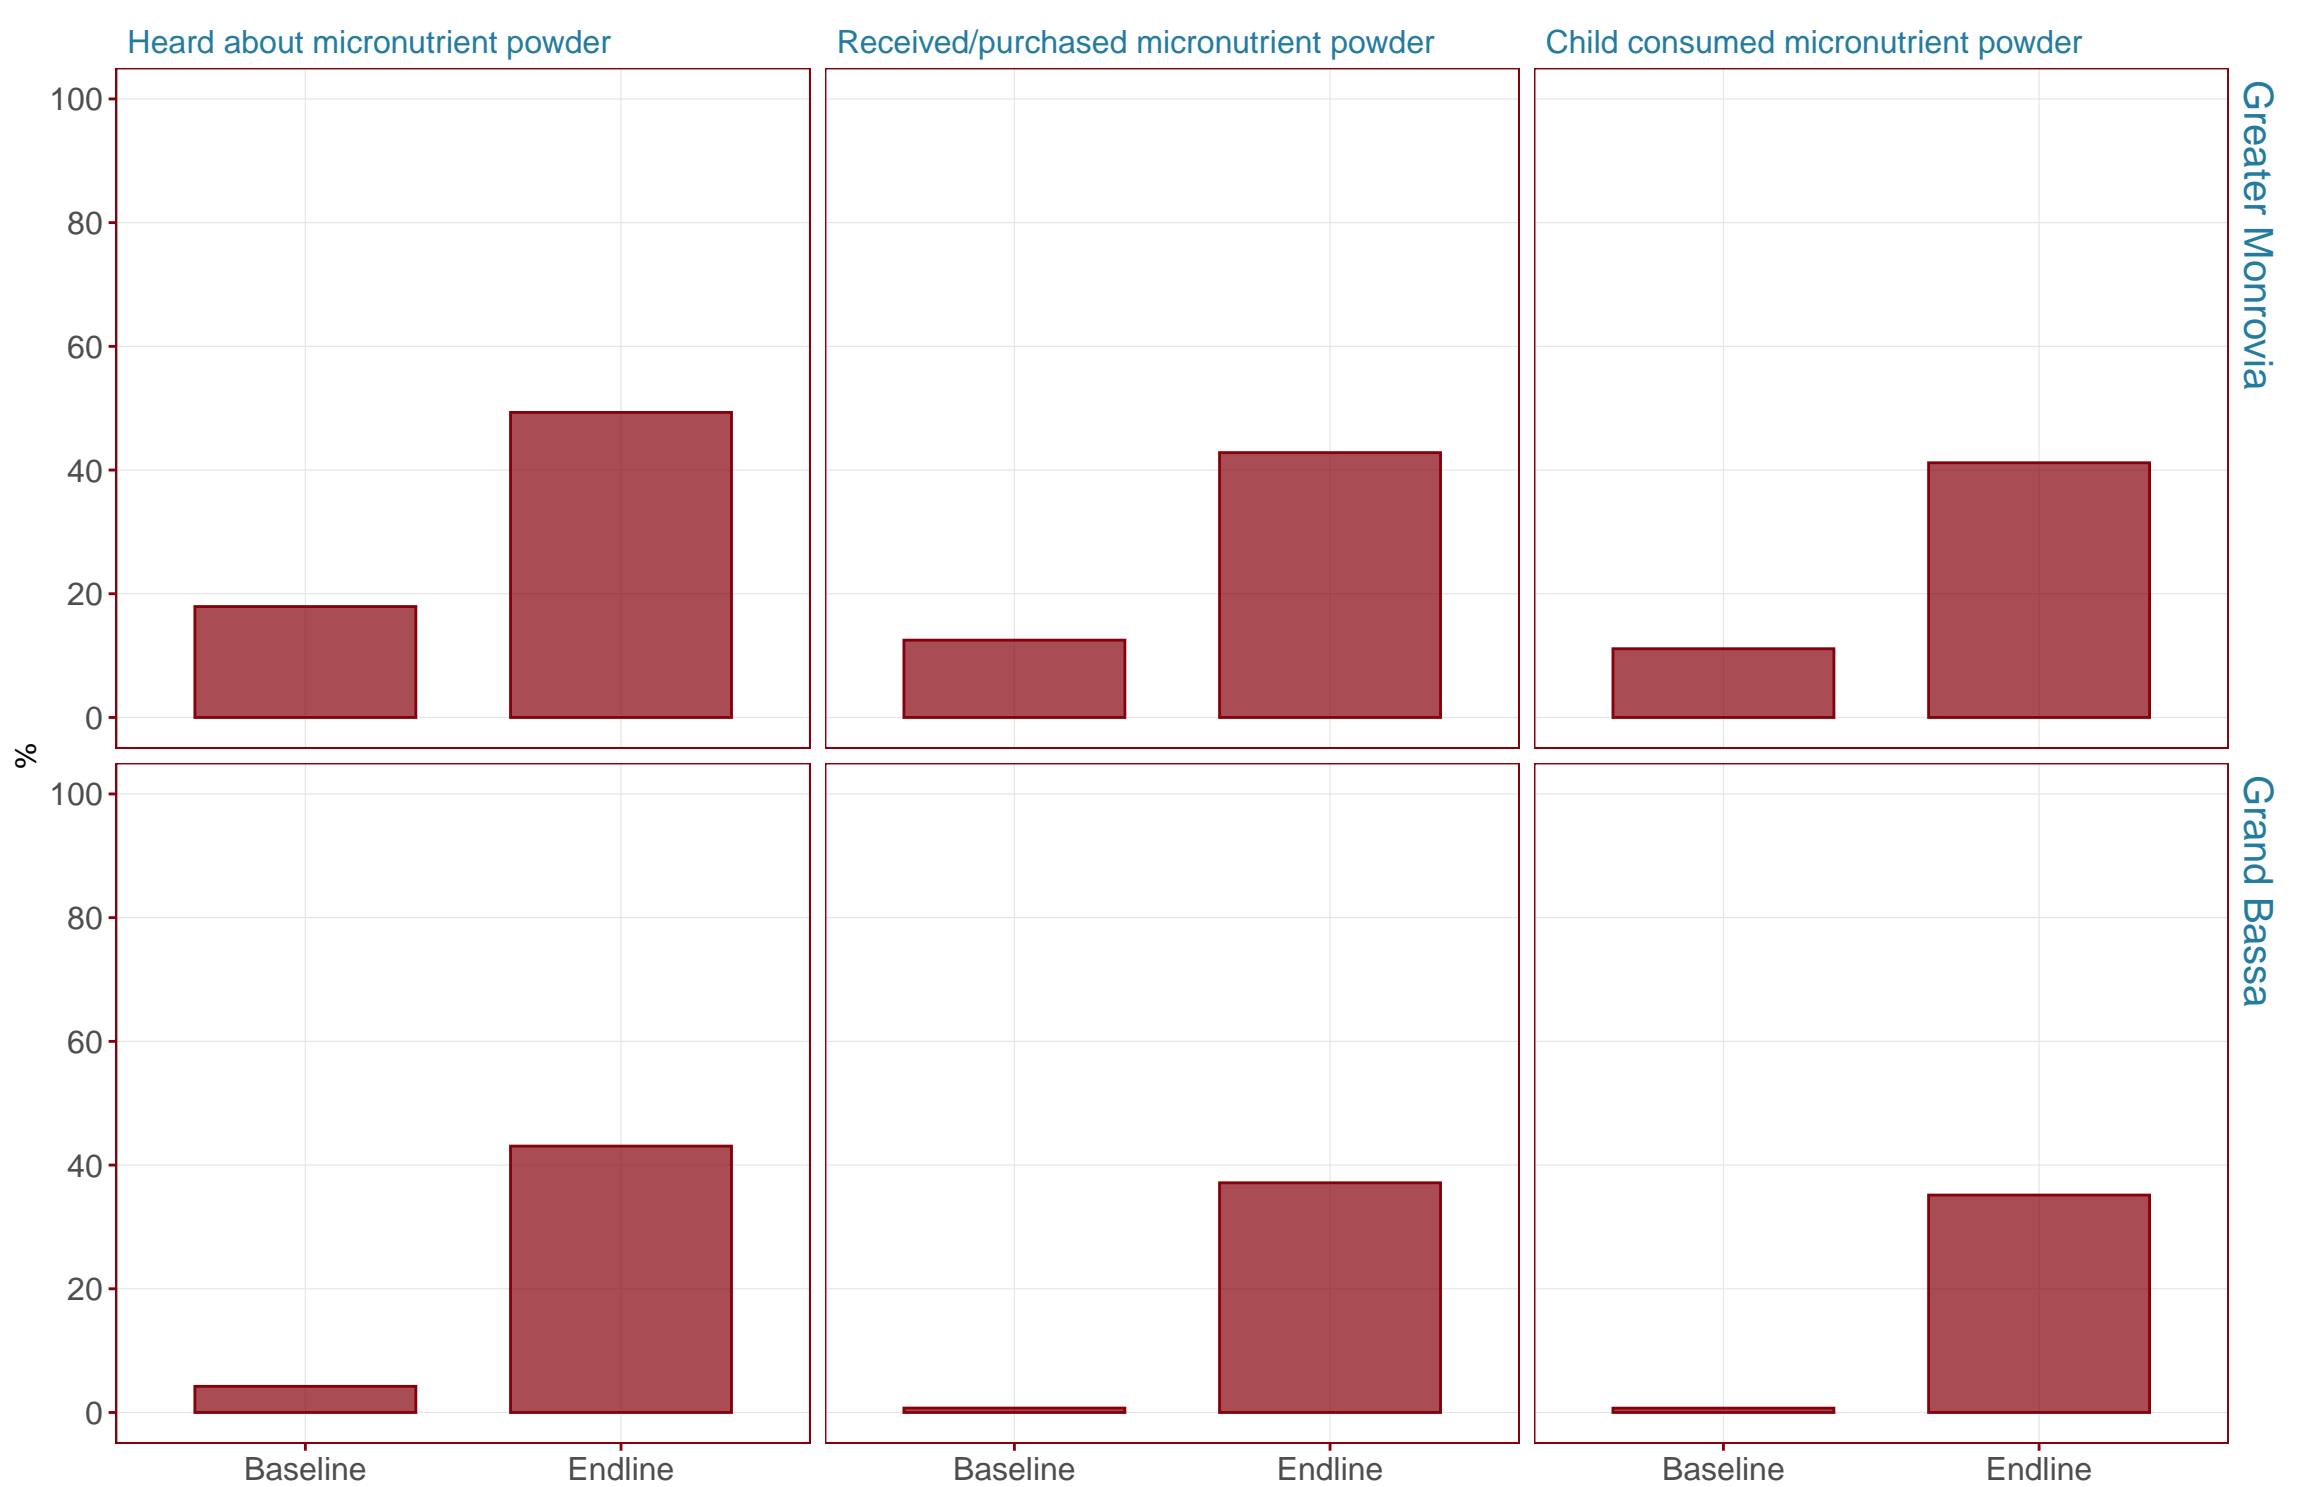 Heard about micronutrient powder
Received/purchased micronutrient powder
Child consumed micronutrient powder
100
80
60
40
20
0
Greater Monrovia
%
100
80
60
40
20
0
Grand Bassa
Baseline
Endline
Baseline
Endline
Baseline
Endline